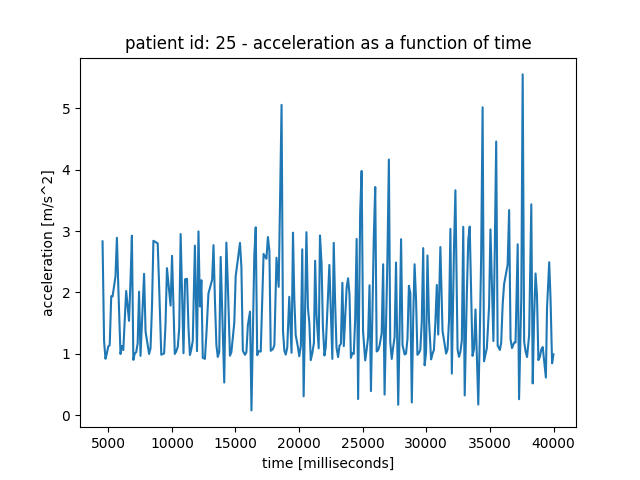 patient id: 25 - acceleration as a function of time
5
4
3
2
1
0
acceleration [m/s^2]
5000 10000 15000 20000 25000 30000 35000 40000
time [milliseconds]